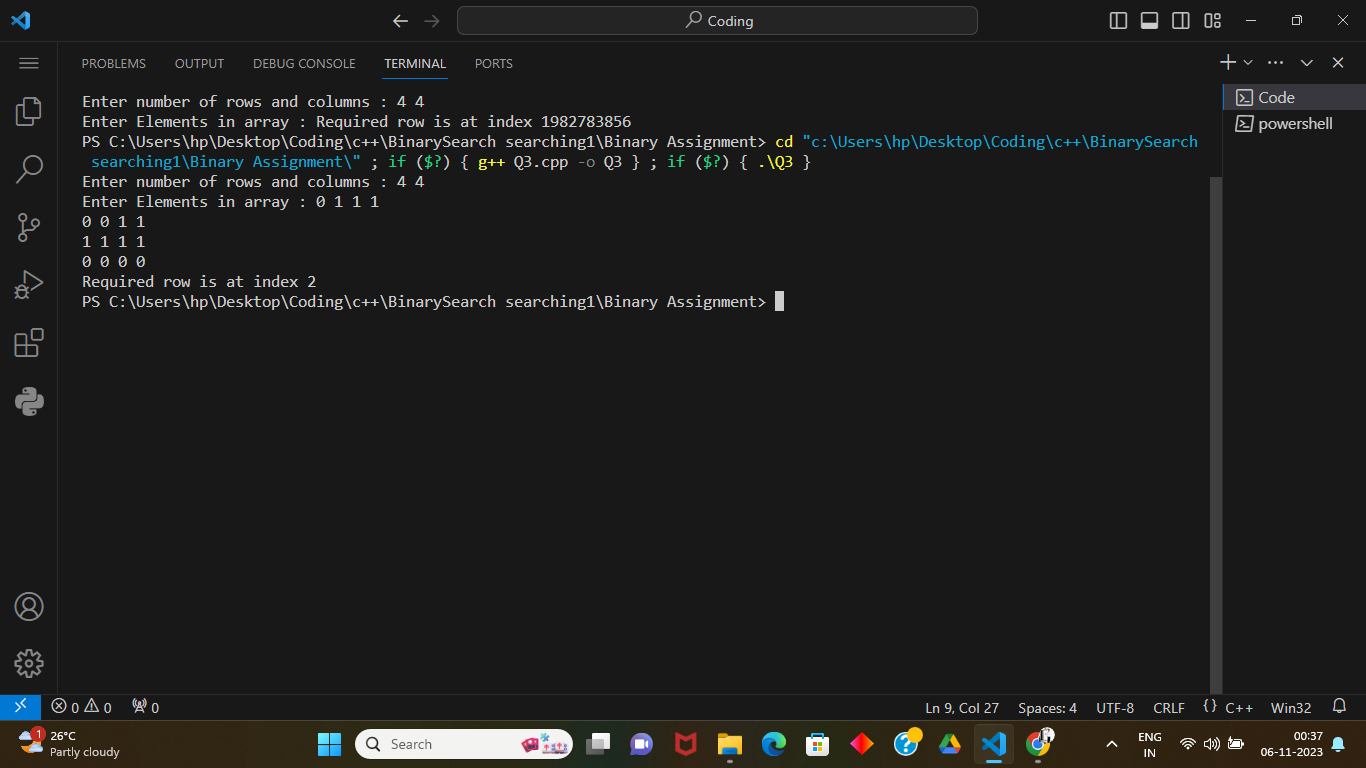 Coding
PROBLEMS OUTPUT DEBUG CONSOLE TERMINAL PORTS
Enter number of rows and columns : 4 4
Enter Elements in array : Required row is at index 1982783856
PS C:\Users\hp\Desktop\Coding\c++\BinarySearch searching1\Binary Assignment> cd "c:\Users\hp\Desktop\Coding\c++\BinarySearch
searching1\Binary Assignment\" ; if ($?) { g++ Q3.cpp -o Q3 } ; if ($?) { .\Q3 }
Enter number of rows and columns : 4 4
Enter Elements in array : 0 1 1 1
0 0 1 1
1 1 1 1
0 0 0 0
Required row is at index 2
PS C:\Users\hp\Desktop\Coding\c++\BinarySearch searching1\Binary Assignment>
Code
powershell
0 0 0 Ln 9, Col 27 Spaces: 4 UTF-8 CRLF {} C++ Win32
1
26°C
Partly cloudy
Search
ENG
IN
00:37
06-11-2023